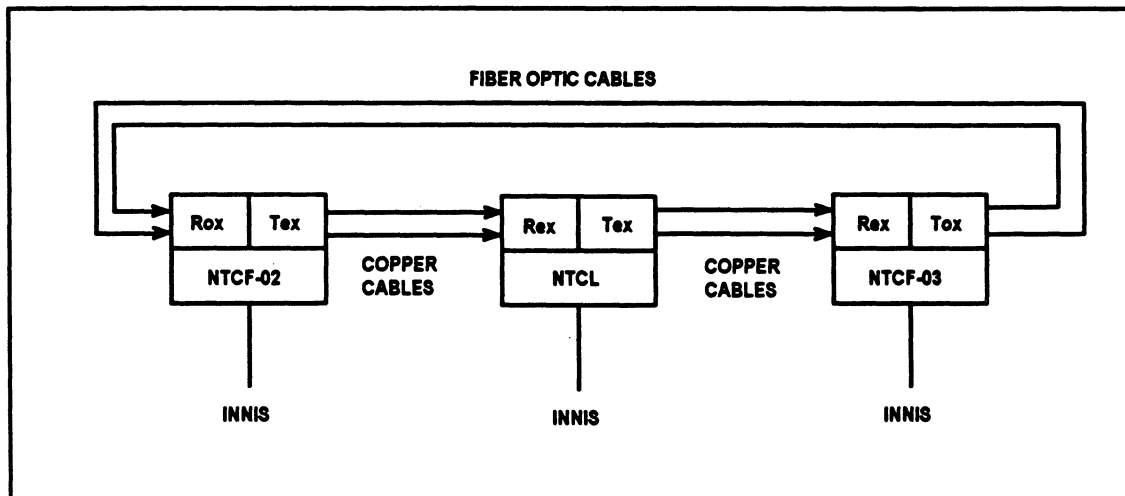 FIBER OPTIC CABLES
Rox Tex
NTCF-02
COPPER
CABLES
Rex Tex
NTCL
COPPER
CABLES
Rex Tox
NTCF-03
INNIS
INNIS
INNIS